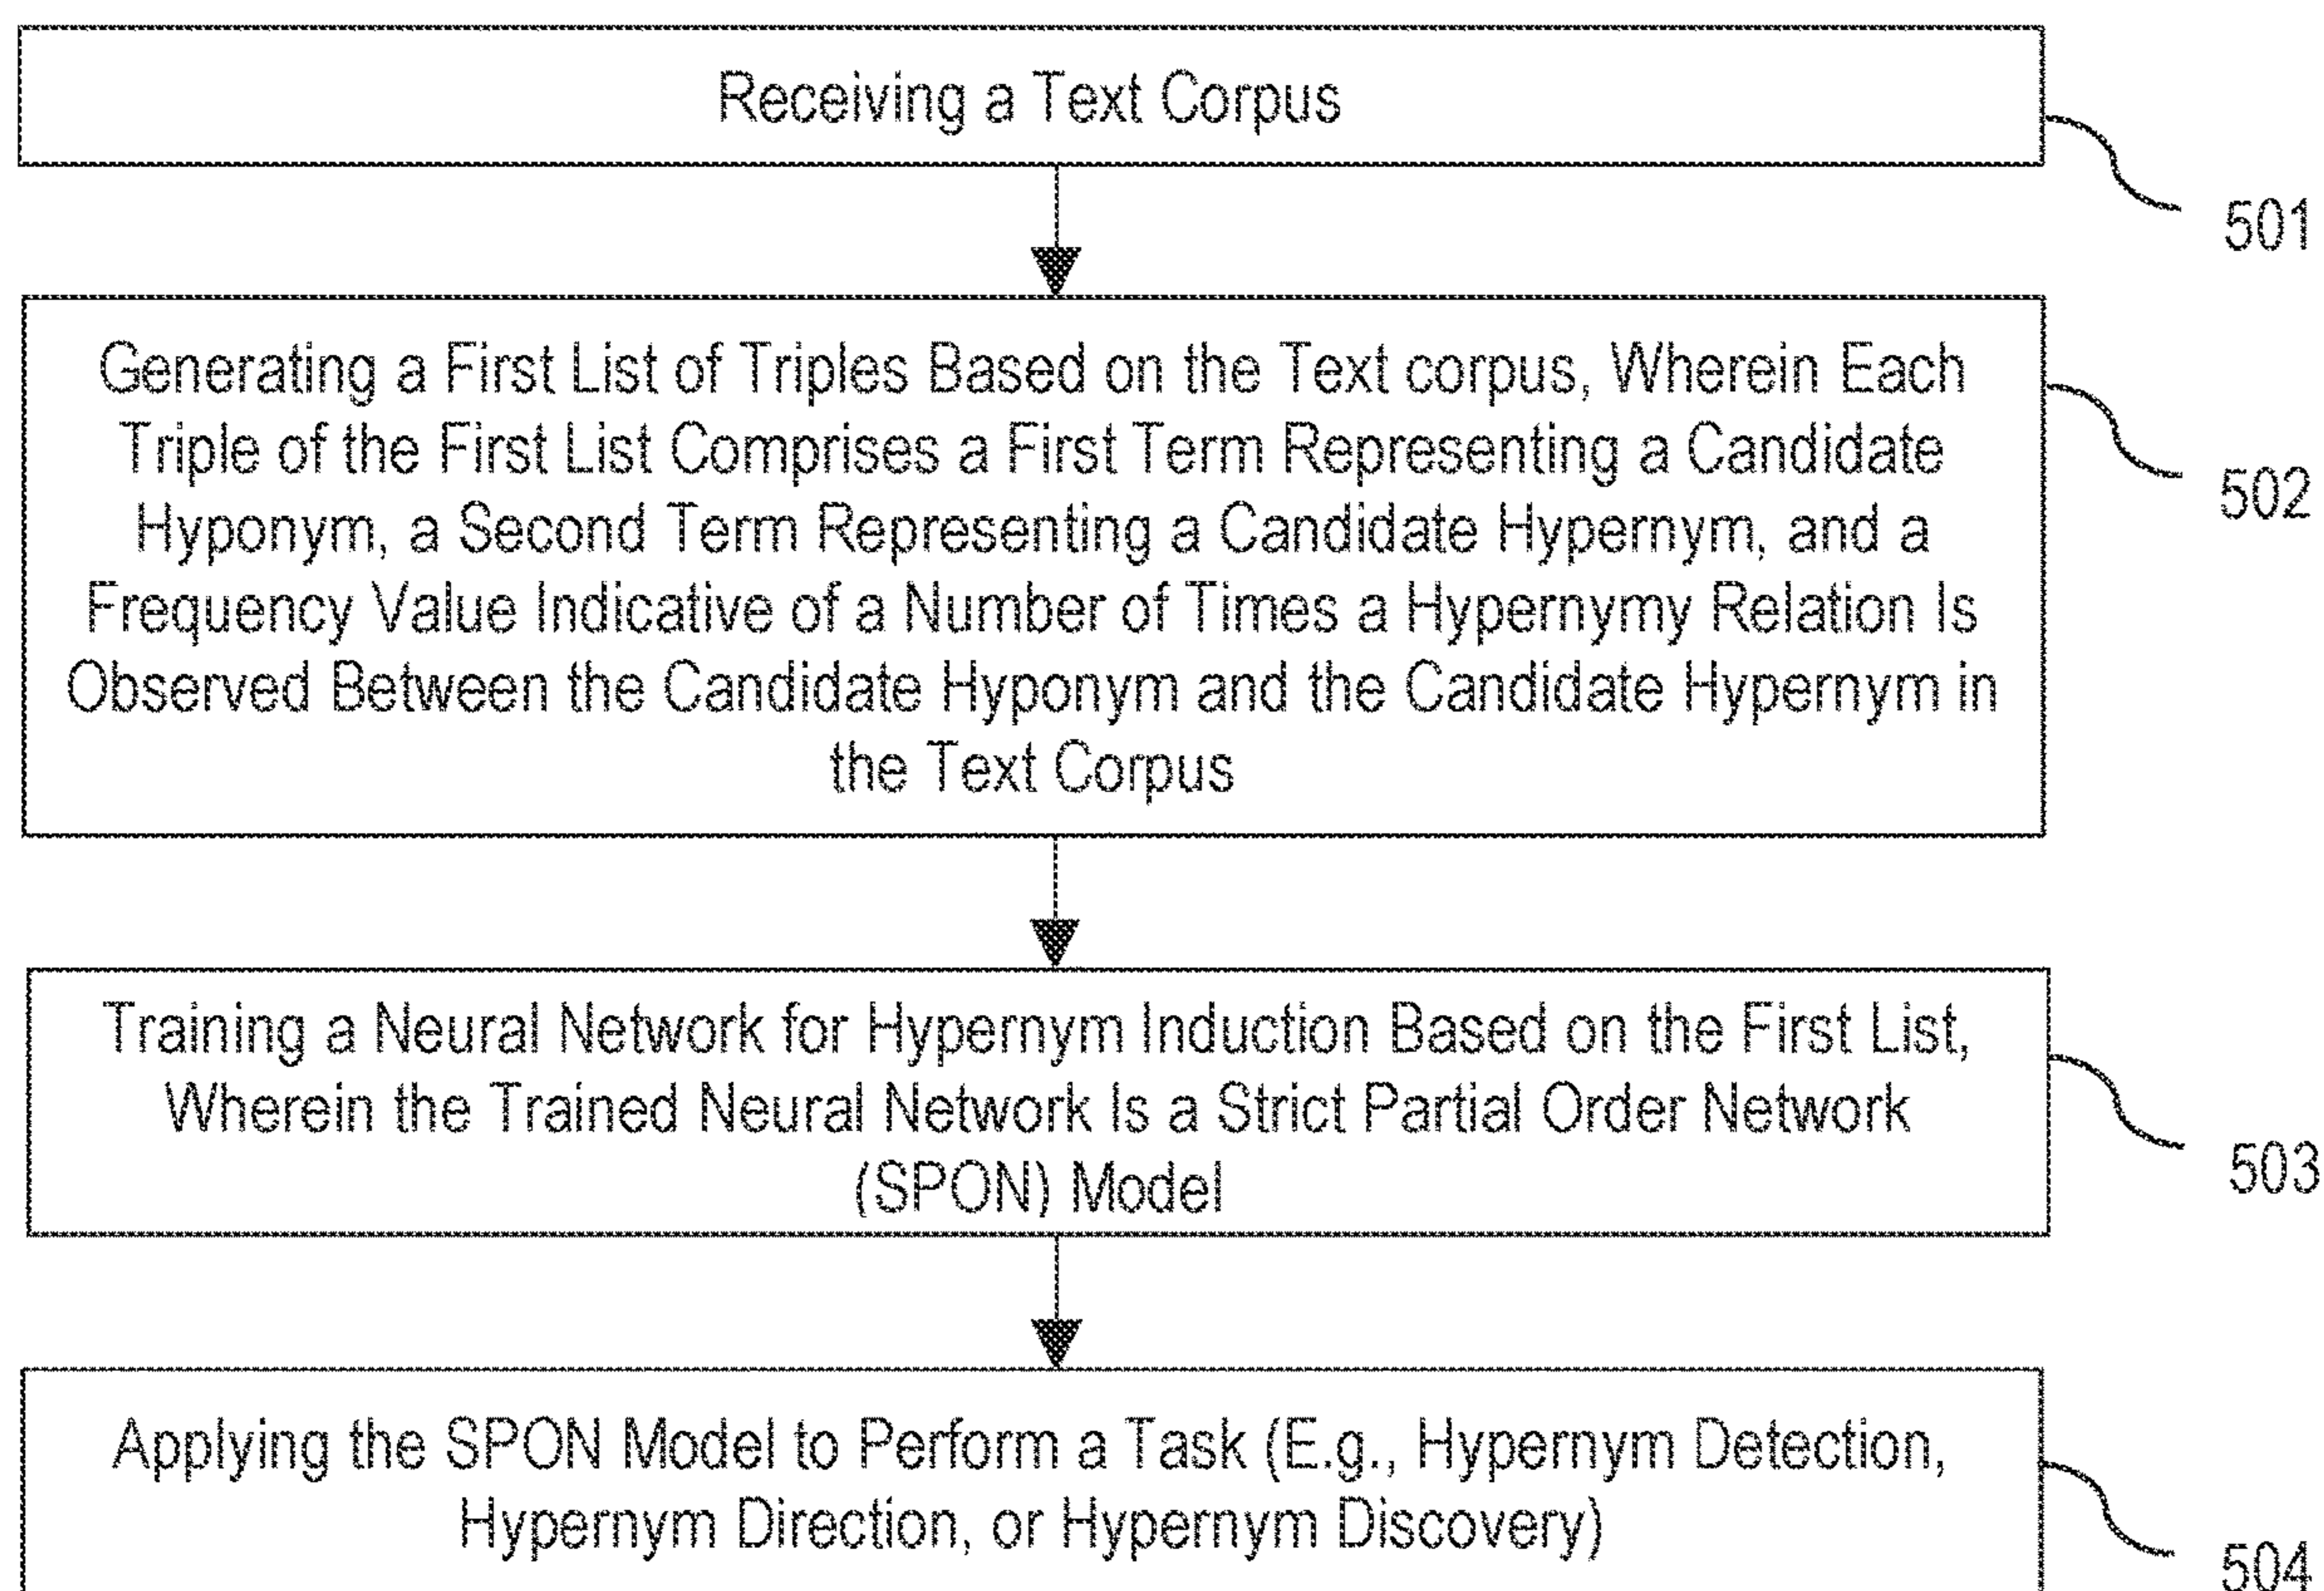 Receiving a Text Corpus
501
Generating a First List of Triples Based on the Text corpus, Wherein Each
Triple of the First List Comprises a First Term Representing a Candidate
Hyponym, a Second Term Representing a Candidate Hypernym, and a
Frequency Value Indicative of a Number of Times a Hypernymy Relation Is
Observed Between the Candidate Hyponym and the Candidate Hypernym in
the Text Corpus
502
Training a Neural Network for Hypernym Induction Based on the First List,
Wherein the Trained Neural Network Is a Strict Partial Order Network
(SPON) Model
503
Applying the SPON Model to Perform a Task (E.g., Hypernym Detection,
Hypernym Direction, or Hypernym Discovery)
504